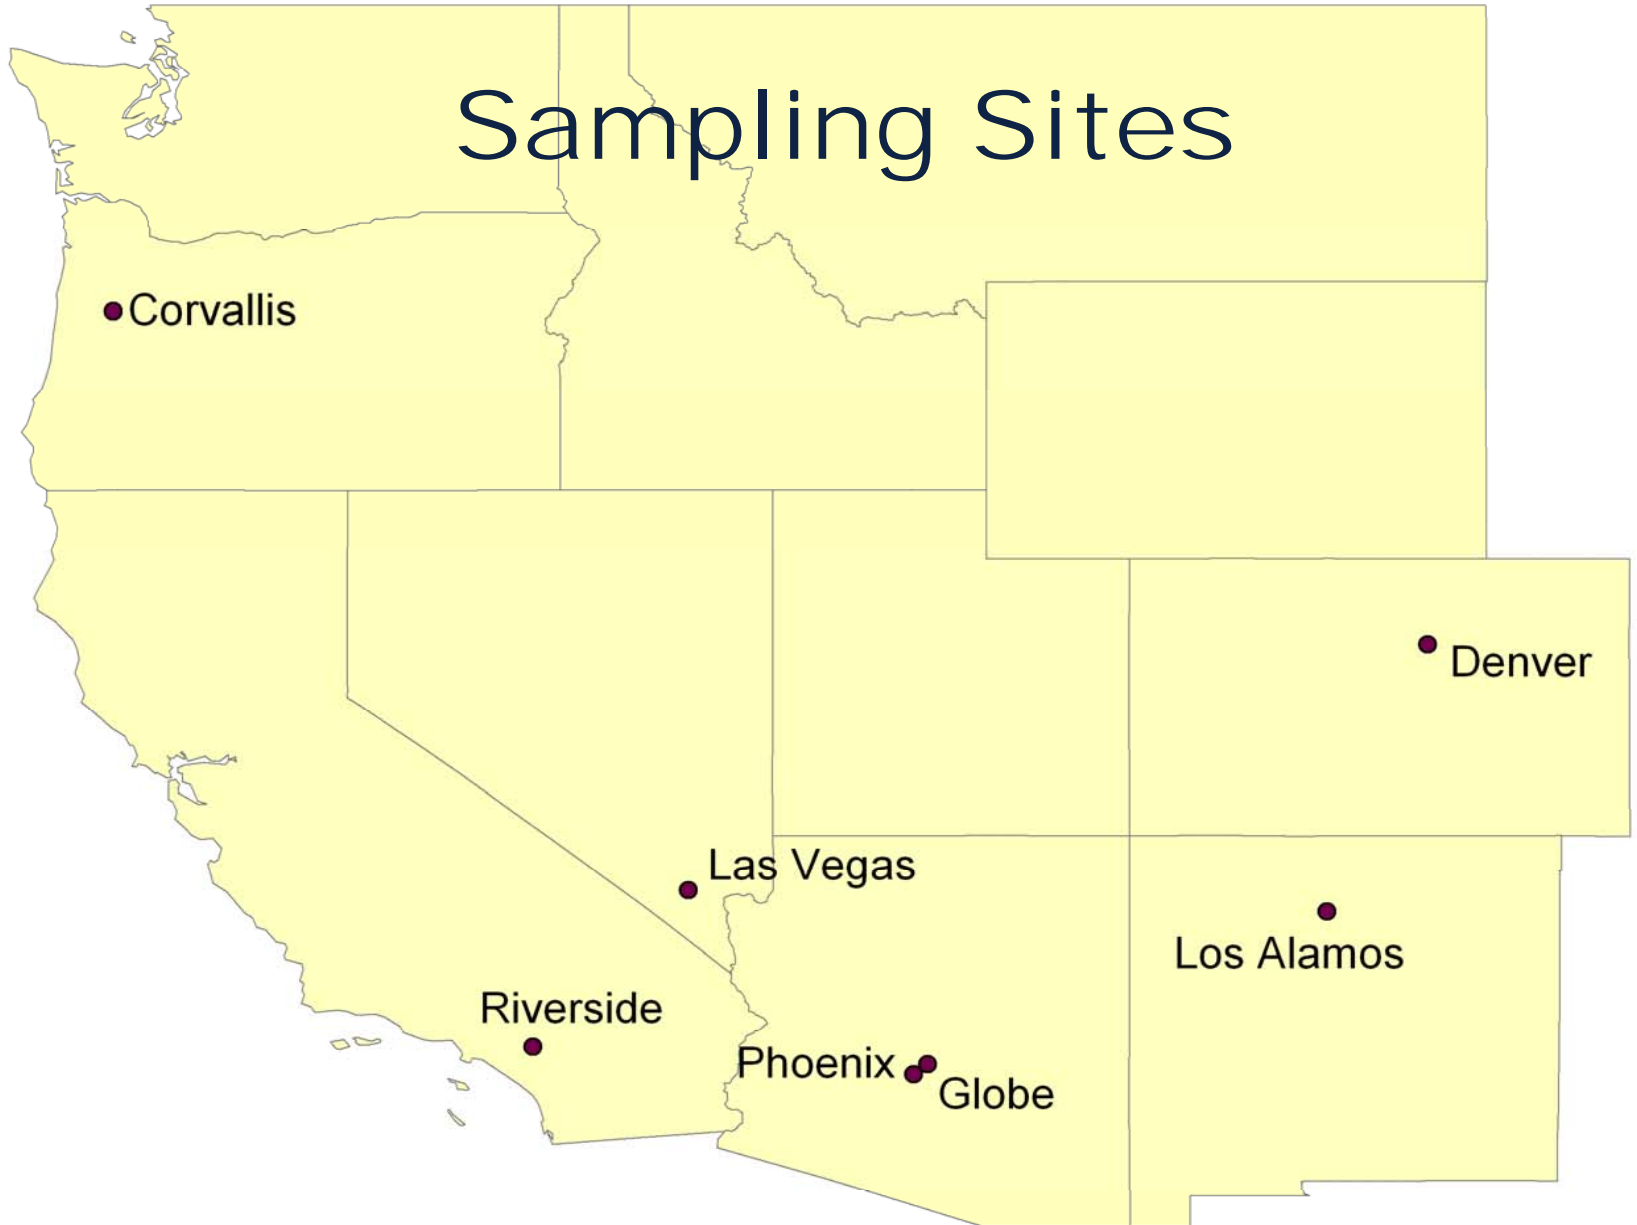 Sampling Sites
Corvallis
Denver
Las Vegas
Los Alamos
Riverside
Phoenix
Globe